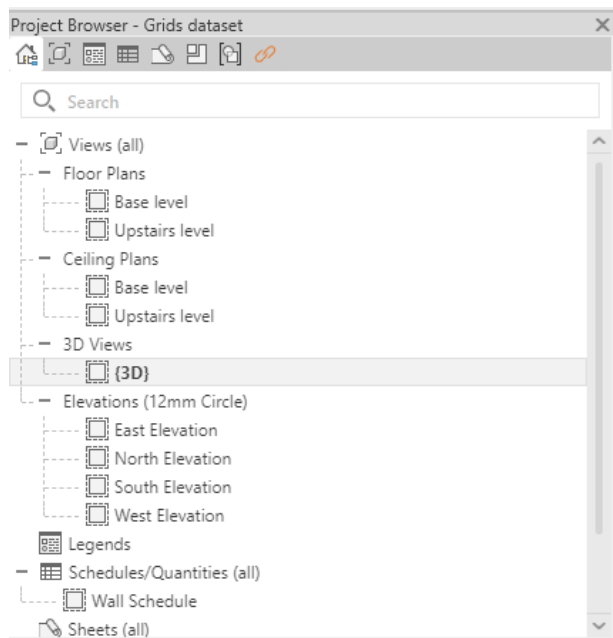 Project Browser - Grids dataset
Search
Views (all)
Floor Plans
Base level
Upstairs level
Ceiling Plans
Base level
Upstairs level
3D Views
{3D}
Elevations (12mm Circle)
East Elevation
North Elevation
South Elevation
West Elevation
Legends
Schedules/Quantities (all)
Wall Schedule
Sheets (all)